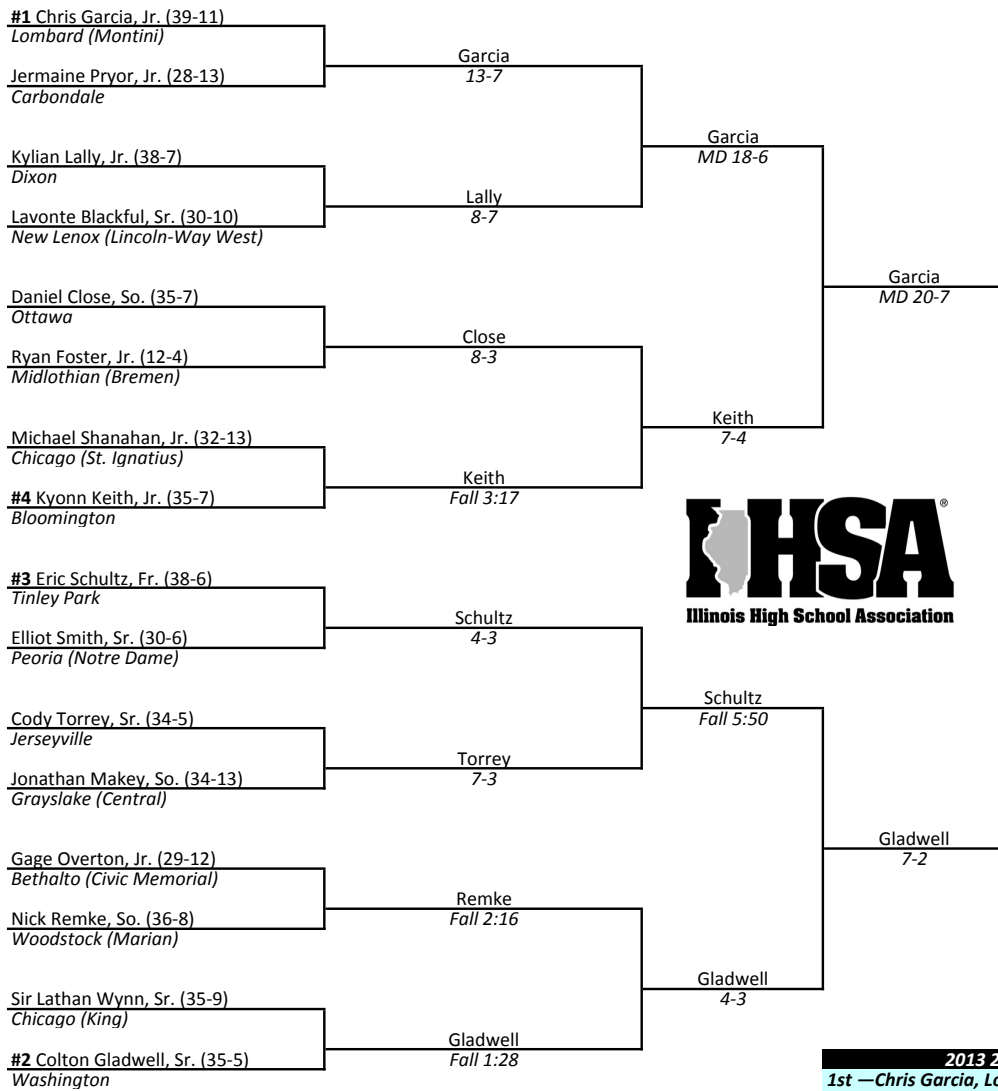 #1 Chris Garcia, Jr. (39-11)
Lombard (Montini)
Garcia
13-7
Jermaine Pryor, Jr. (28-13)
Carbondale
Garcia
MD 18-6
Kylian Lally, Jr. (38-7)
Dixon
Lally
8-7
Lavonte Blackful, Sr. (30-10)
New Lenox (Lincoln-Way West)
Garcia
MD 20-7
Daniel Close, So. (35-7)
Ottawa
Close
8-3
Ryan Foster, Jr. (12-4)
Midlothian (Bremen)
Keith
7-4
Michael Shanahan, Jr. (32-13)
Chicago (St. Ignatius)
Keith
Fall 3:17
#4 Kyonn Keith, Jr. (35-7)
Bloomington
IHSA®
Illinois High School Association
#3 Eric Schultz, Fr. (38-6)
Tinley Park
Schultz
4-3
Elliot Smith, Sr. (30-6)
Peoria (Notre Dame)
Schultz
Fall 5:50
Cody Torrey, Sr. (34-5)
Jerseyville
Torrey
7-3
Jonathan Makey, So. (34-13)
Grayslake (Central)
Gladwell
7-2
Gage Overton, Jr. (29-12)
Bethalto (Civic Memorial)
Remke
Fall 2:16
Nick Remke, So. (36-8)
Woodstock (Marian)
Gladwell
4-3
Sir Lathan Wynn, Sr. (35-9)
Chicago (King)
Gladwell
Fall 1:28
#2 Colton Gladwell, Sr. (35-5)
Washington
2013 2
1st —Chris Garcia, Lo